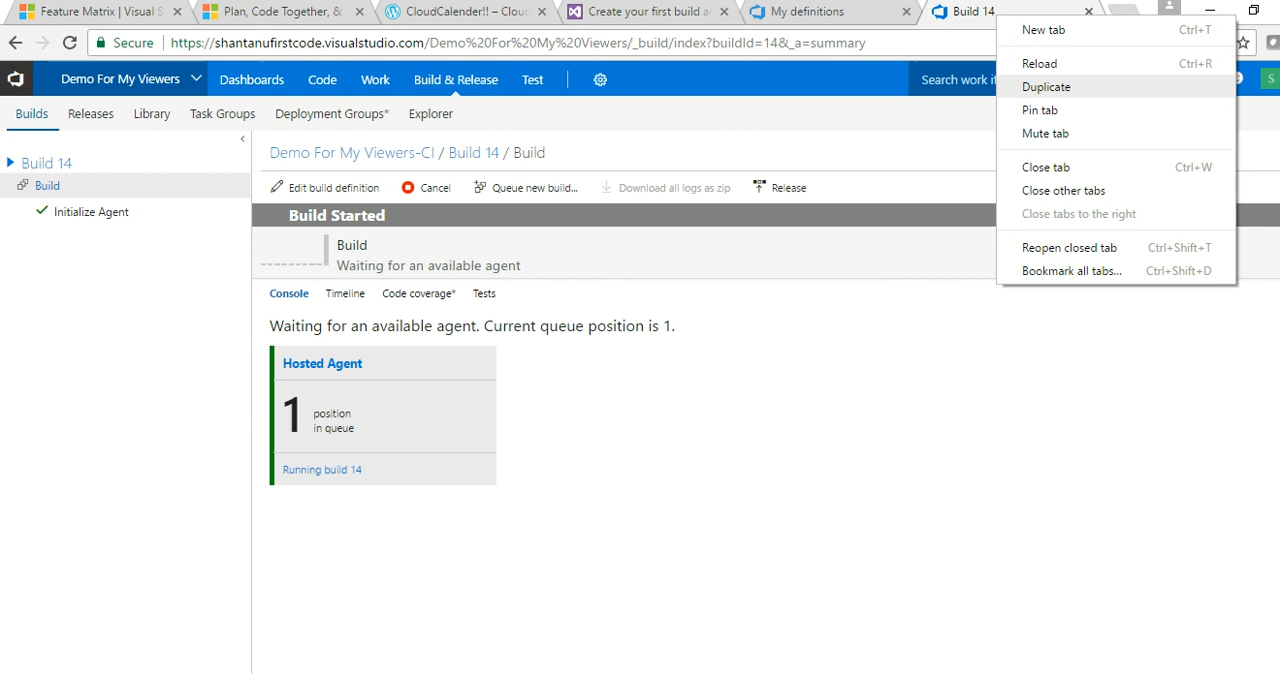 Feature Matrix | Visual S
Plan, Code Together, &
CloudCalender!! – Clou
Create your first build a
My definitions
Build 14
Secure
https://shantanufirstcode.visualstudio.com/Demo%20For%20My%20Viewers/_build/index?buildId=14&_a=summary
Demo For My Viewers
Dashboards
Code
Work
Build & Release
Test
Search work it
S
Builds
Releases
Library
Task Groups
Deployment Groups*
Explorer
Build 14
Build
Initialize Agent
Demo For My Viewers-CI / Build 14 / Build
Edit build definition
Cancel
Queue new build...
Download all logs as zip
Release
Build Started
Build
Waiting for an available agent
Console
Timeline
Code coverage*
Tests
Waiting for an available agent. Current queue position is 1.
Hosted Agent
1 position
in queue
Running build 14
New tab Ctrl+T
Reload Ctrl+R
Duplicate
Pin tab
Mute tab
Close tab Ctrl+W
Close other tabs
Close tabs to the right
Reopen closed tab Ctrl+Shift+T
Bookmark all tabs... Ctrl+Shift+D